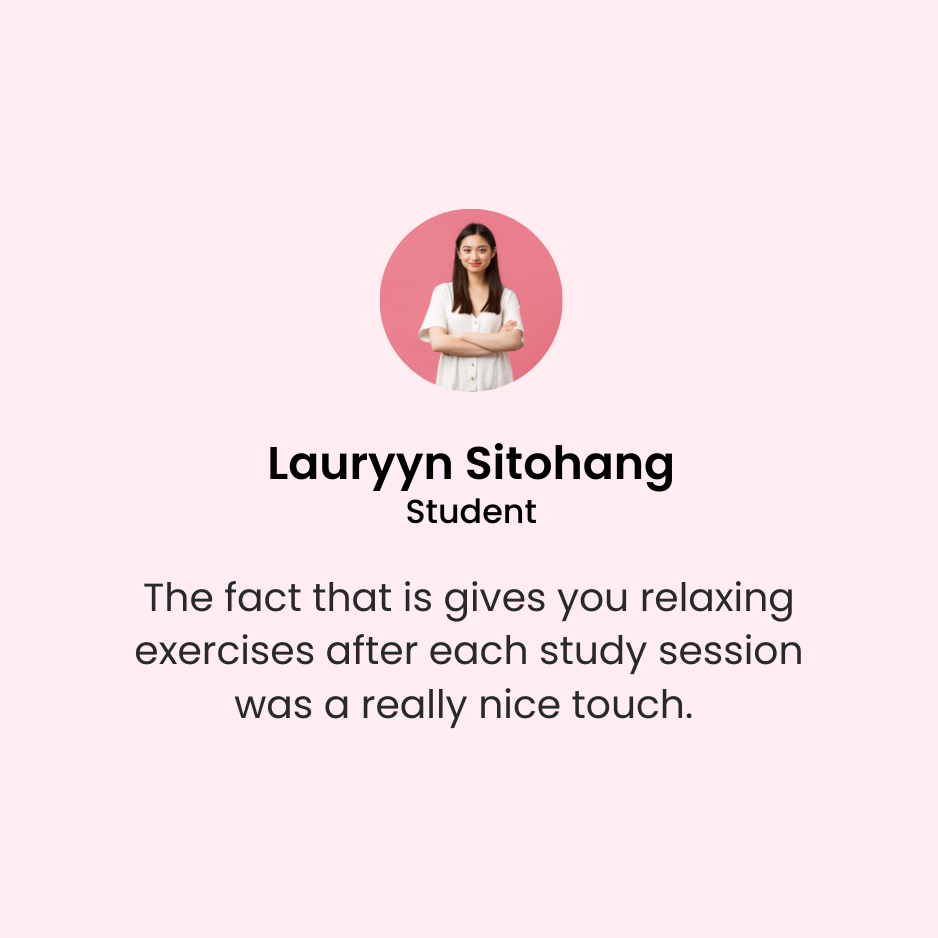 Lauryyn Sitohang
Student
The fact that is gives you relaxing
exercises after each study session
was a really nice touch.